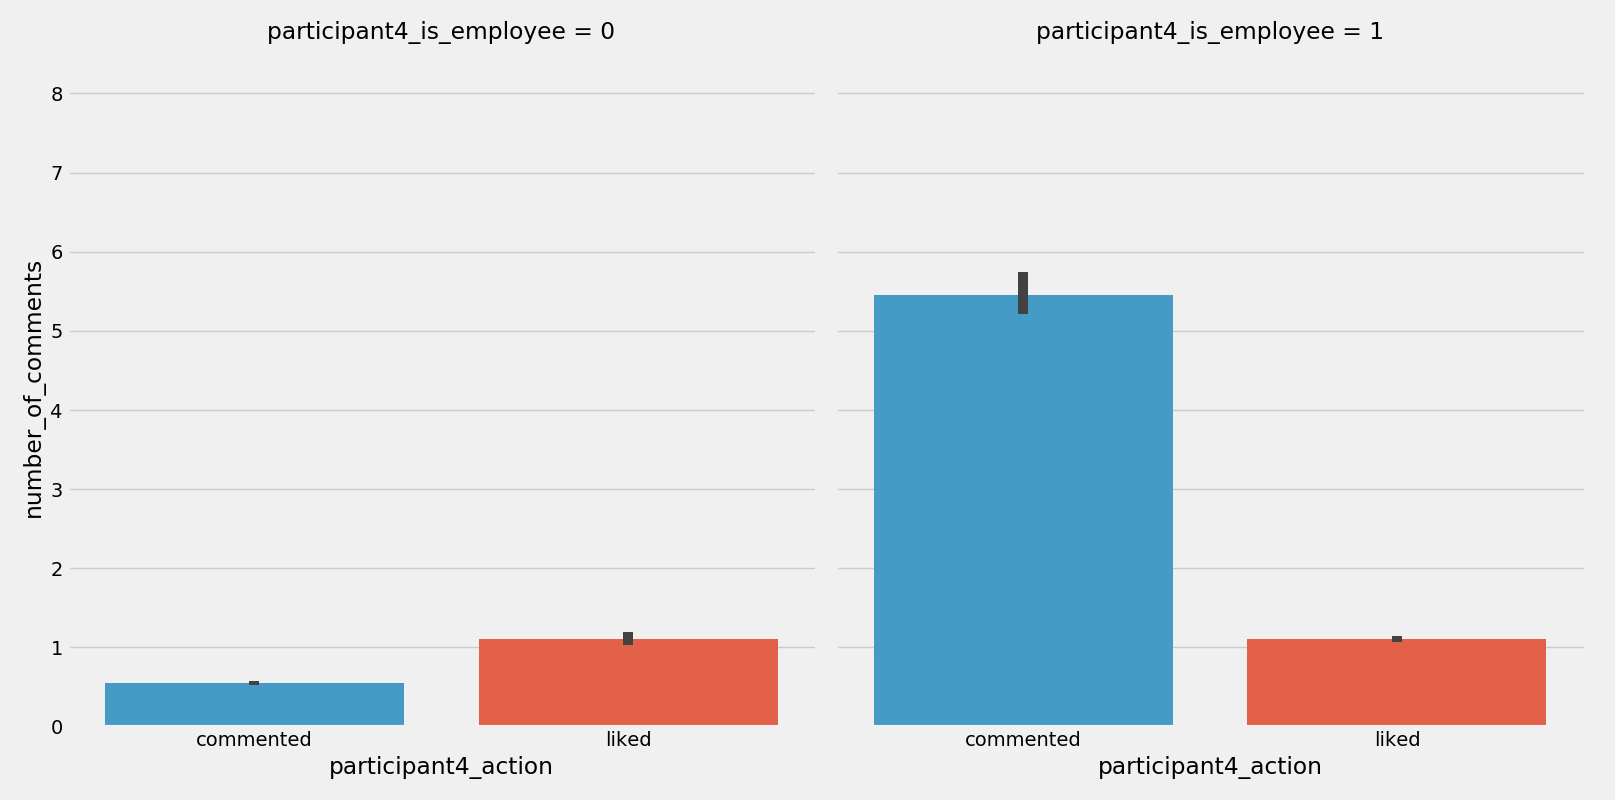 participant4_is_employee = 0
participant4_is_employee = 1
number_of_comments
8
7
6
5
4
3
2
1
0
commented
liked
commented
liked
participant4_action
participant4_action